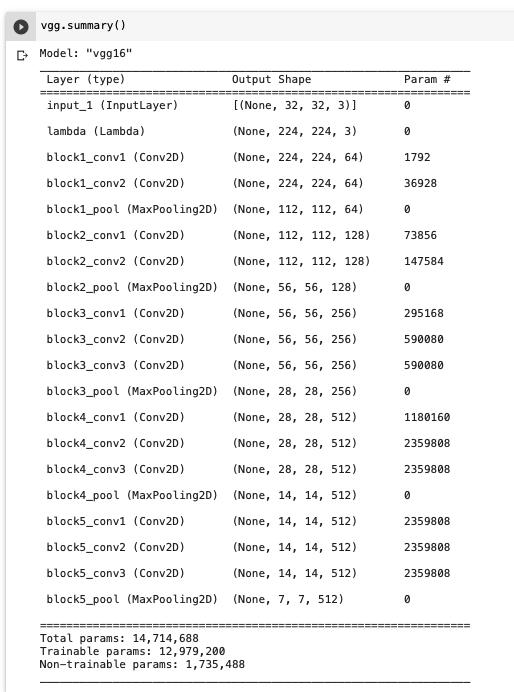 vgg.summary()
Model: "vgg16"
Layer (type) Output Shape Param #
input_1 (InputLayer) [(None, 32, 32, 3)] 0
lambda (Lambda) (None, 224, 224, 3) 0
block1_conv1 (Conv2D) (None, 224, 224, 64) 1792
block1_conv2 (Conv2D) (None, 224, 224, 64) 36928
block1_pool (MaxPooling2D) (None, 112, 112, 64) 0
block2_conv1 (Conv2D) (None, 112, 112, 128) 73856
block2_conv2 (Conv2D) (None, 112, 112, 128) 147584
block2_pool (MaxPooling2D) (None, 56, 56, 128) 0
block3_conv1 (Conv2D) (None, 56, 56, 256) 295168
block3_conv2 (Conv2D) (None, 56, 56, 256) 590080
block3_conv3 (Conv2D) (None, 56, 56, 256) 590080
block3_pool (MaxPooling2D) (None, 28, 28, 256) 0
block4_conv1 (Conv2D) (None, 28, 28, 512) 1180160
block4_conv2 (Conv2D) (None, 28, 28, 512) 2359808
block4_conv3 (Conv2D) (None, 28, 28, 512) 2359808
block4_pool (MaxPooling2D) (None, 14, 14, 512) 0
block5_conv1 (Conv2D) (None, 14, 14, 512) 2359808
block5_conv2 (Conv2D) (None, 14, 14, 512) 2359808
block5_conv3 (Conv2D) (None, 14, 14, 512) 2359808
block5_pool (MaxPooling2D) (None, 7, 7, 512) 0
Total params: 14,714,688
Trainable params: 12,979,200
Non-trainable params: 1,735,488